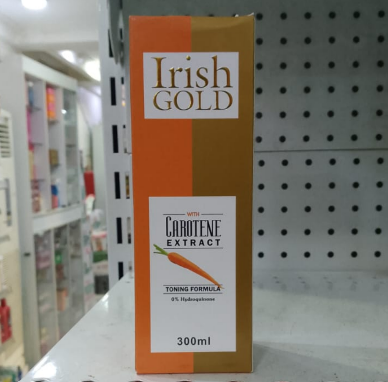 Irish
GOLD
WITH
CAROTENE
EXTRACT
TONING FORMULA
0% Hydroquinone
300ml